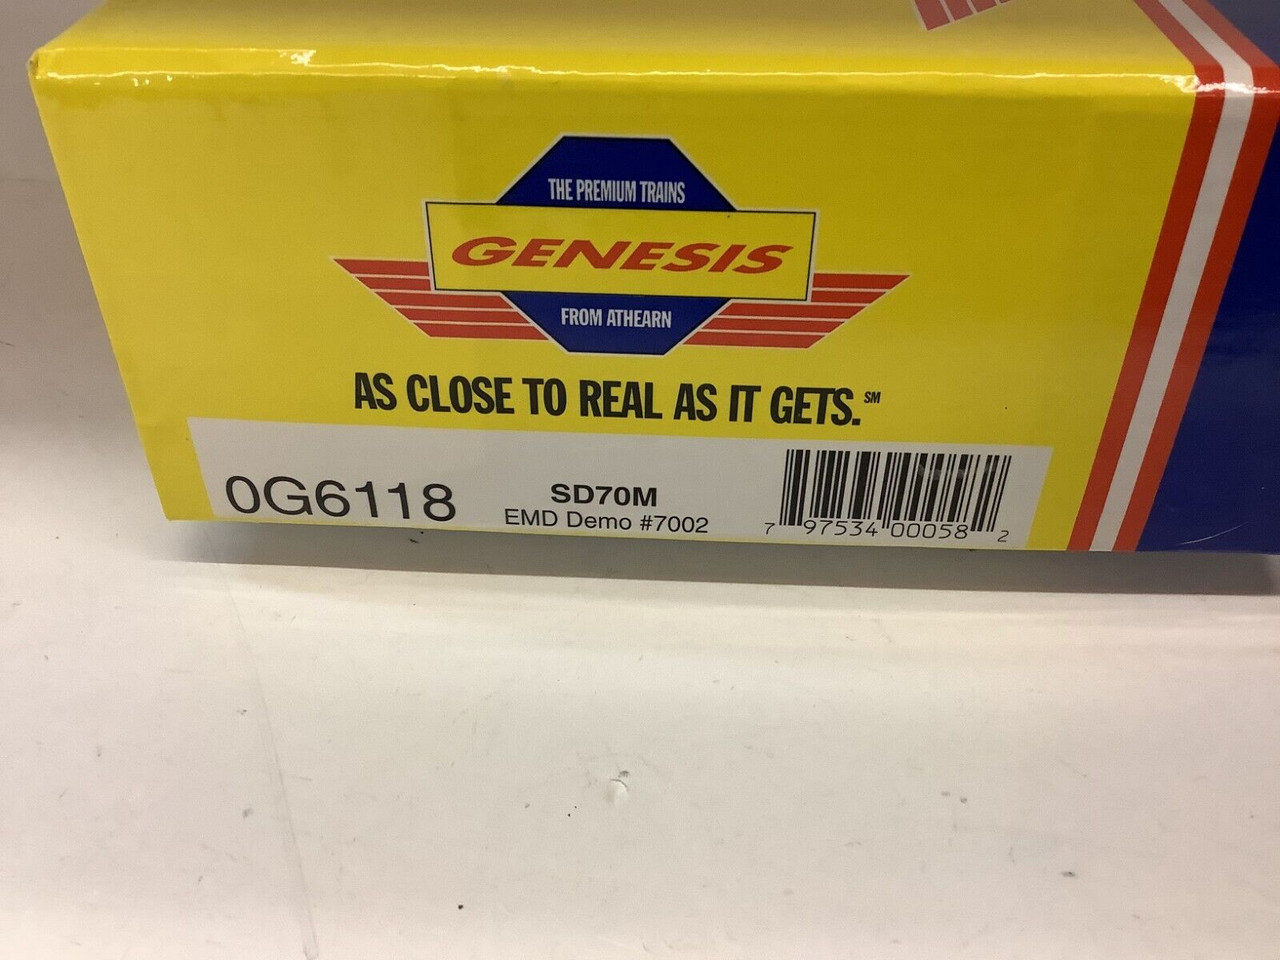 THE PREMIUM TRAINS
GENESIS
FROM ATHEARN
AS CLOSE TO REAL AS IT GETS.℠
0G6118
SD70M
EMD Demo #7002
7 97534 00058 2